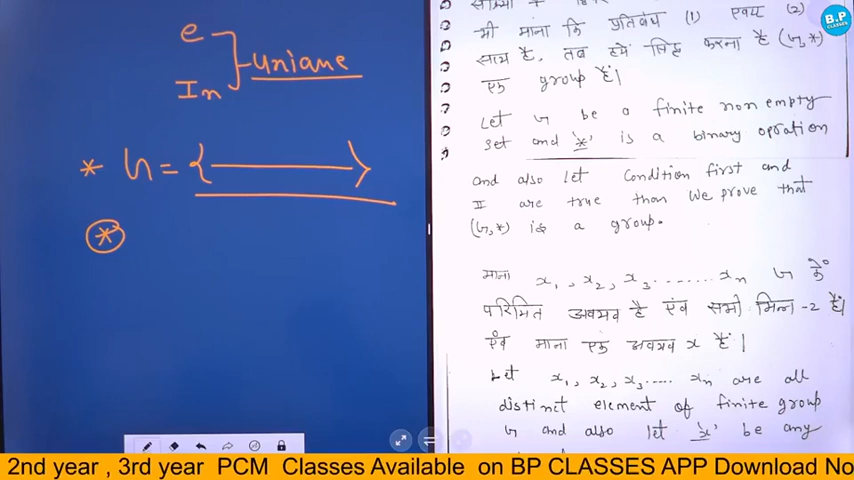 e
In
uniane
* G = {
*
भी माना कि प्रतिबंध (1) एवम (2)
सत्य है, तब हमें सिद्ध करना है (G,*)
एक group है।
Let G be a finite non empty
set and '*' is a binary opration
and also let Condition first and
II are true than We prove that
(G,*) is a group.
माना x₁, x₂, x₃ ....... xₙ G के
परिमित अवयव है एंव सभी भिन्न -2 हैं।
एंव माना एक अवयव x है।
Let x₁, x₂, x₃..... xₙ are all
distinct element of finite group
G and also let 'x' be any
B.P
CLASSES
2nd year , 3rd year PCM Classes Available on BP CLASSES APP Download No